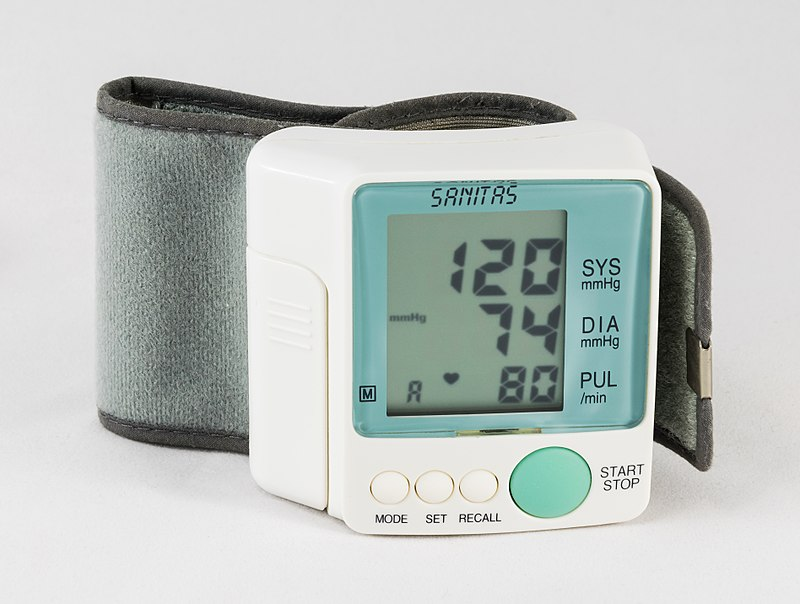 SANITAS
120 SYS
mmHg
mmHg 74 DIA
mmHg
M A 80 PUL
/min
START
STOP
MODE SET RECALL